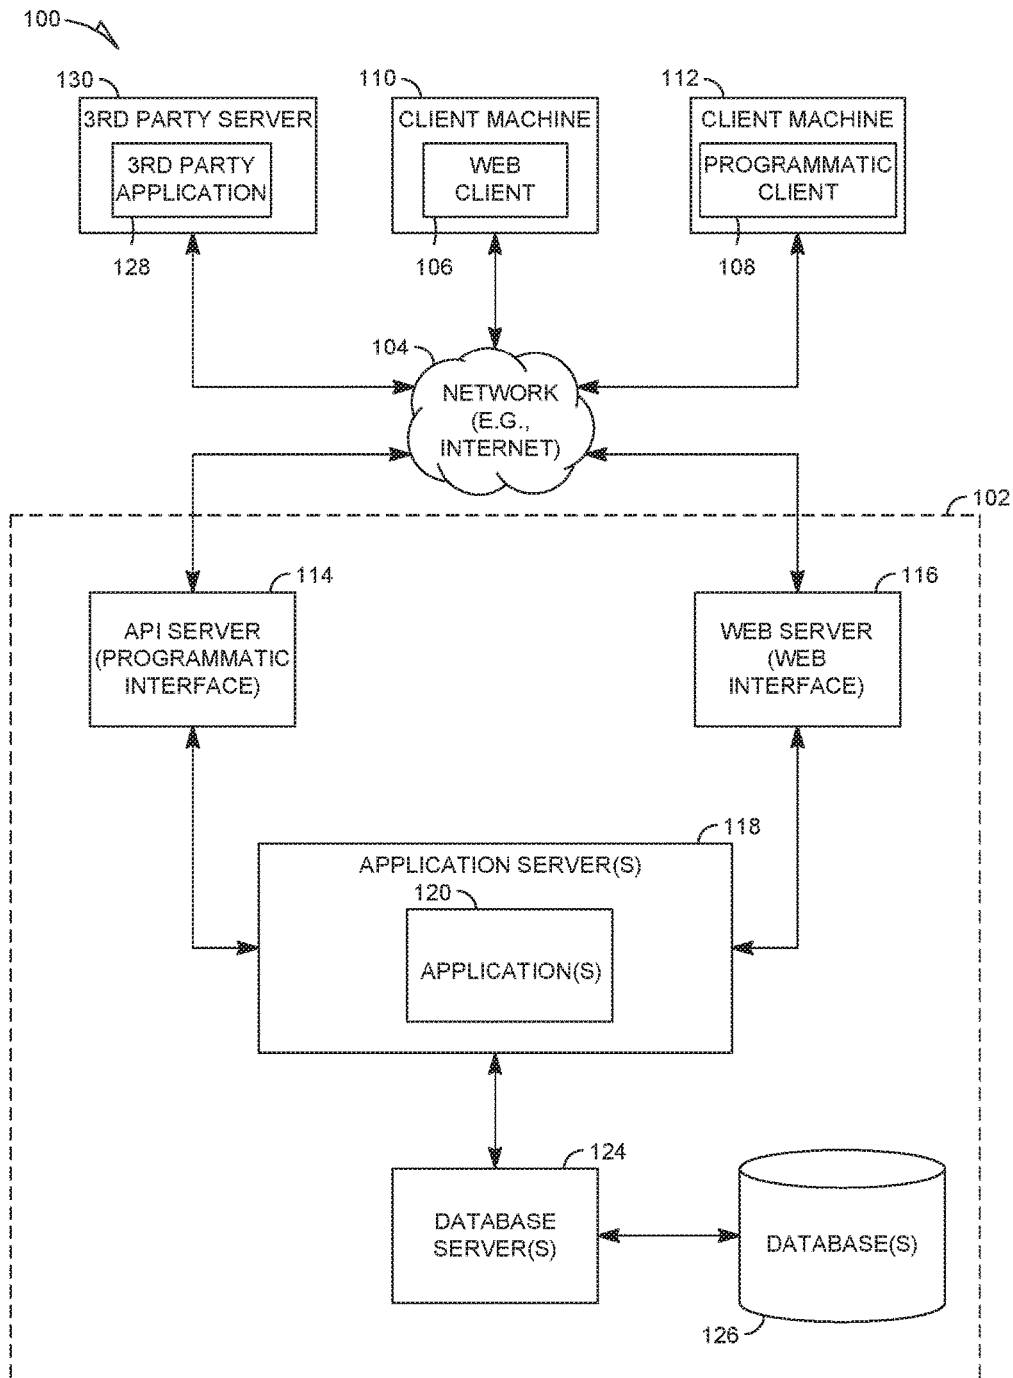 100
130
110
112
3RD PARTY SERVER
3RD PARTY
APPLICATION
128
CLIENT MACHINE
WEB
CLIENT
106
CLIENT MACHINE
PROGRAMMATIC
CLIENT
108
104
NETWORK
(E.G.,
INTERNET)
102
114
API SERVER
(PROGRAMMATIC
INTERFACE)
116
WEB SERVER
(WEB
INTERFACE)
118
APPLICATION SERVER(S)
120
APPLICATION(S)
124
DATABASE
SERVER(S)
DATABASE(S)
126